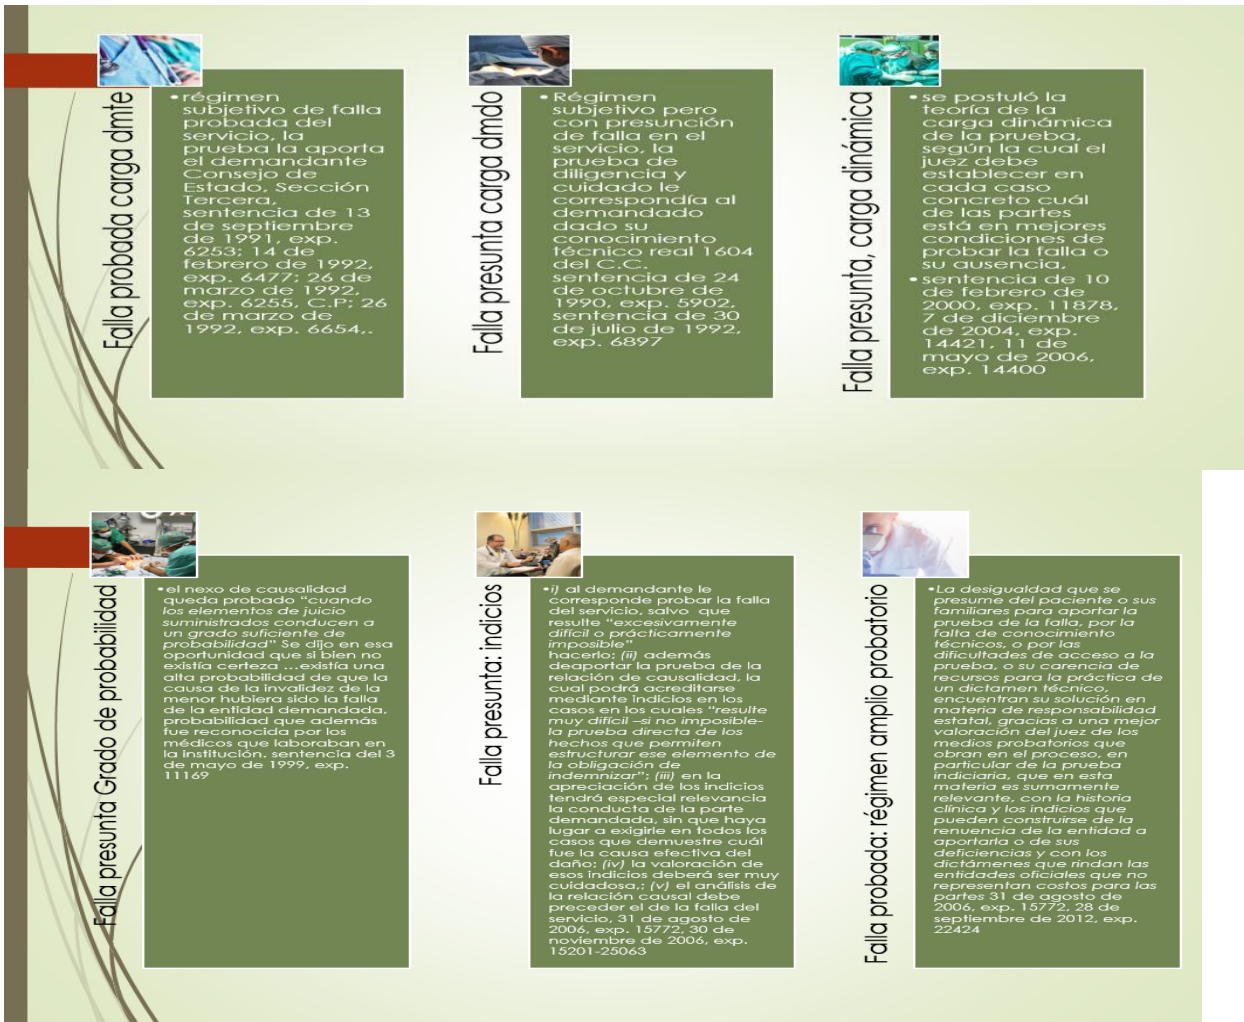 Falla probada carga dmte
•régimen
subjetivo de falla
probada del
servicio, la
prueba la aporta
el demandante
Consejo de
Estado, Sección
Tercera,
sentencia de 13
de septiembre
de 1991, exp.
6253; 14 de
febrero de 1992,
exp. 6477; 26 de
marzo de 1992,
exp. 6255, C.P; 26
de marzo de
1992, exp. 6654,.
Falla presunta carga dmdo
•Régimen
subjetivo pero
con presunción
de falla en el
servicio, la
prueba de
diligencia y
cuidado le
correspondía al
demandado
dado su
conocimiento
técnico real 1604
del C.C.
sentencia de 24
de octubre de
1990, exp. 5902,
sentencia de 30
de julio de 1992,
exp. 6897
Falla presunta, carga dinámica
•se postuló la
teoría de la
carga dinámica
de la prueba,
según la cual el
juez debe
establecer en
cada caso
concreto cuál
de las partes
está en mejores
condiciones de
probar la falla o
su ausencia,
•sentencia de 10
de febrero de
2000, exp. 11878,
7 de diciembre
de 2004, exp.
14421, 11 de
mayo de 2006,
exp. 14400
Falla presunta Grado de probabilidad
•el nexo de causalidad
queda probado “cuando
los elementos de juicio
suministrados conducen a
un grado suficiente de
probabilidad” Se dijo en esa
oportunidad que si bien no
existía certeza ...existía una
alta probabilidad de que la
causa de la invalidez de la
menor hubiera sido la falla
de la entidad demandada,
probabilidad que además
fue reconocida por los
médicos que laboraban en
la institución. sentencia del 3
de mayo de 1999, exp.
11169
Falla presunta: indicios
•i) al demandante le
corresponde probar la falla
del servicio, salvo que
resulte “excesivamente
difícil o prácticamente
imposible”
hacerlo; (ii) además
deaportar la prueba de la
relación de causalidad, la
cual podrá acreditarse
mediante indicios en los
casos en los cuales “resulte
muy difícil –si no imposible-
la prueba directa de los
hechos que permiten
estructurar ese elemento de
la obligación de
indemnizar”; (iii) en la
apreciación de los indicios
tendrá especial relevancia
la conducta de la parte
demandada, sin que haya
lugar a exigirle en todos los
casos que demuestre cuál
fue la causa efectiva del
daño; (iv) la valoración de
esos indicios deberá ser muy
cuidadosa,; (v) el análisis de
la relación causal debe
preceder el de la falla del
servicio, 31 de agosto de
2006, exp. 15772, 30 de
noviembre de 2006, exp.
15201-25063
Falla probada: régimen amplio probatorio
•La desigualdad que se
presume del paciente o sus
familiares para aportar la
prueba de la falla, por la
falta de conocimiento
técnicos, o por las
dificultades de acceso a la
prueba, o su carencia de
recursos para la práctica de
un dictamen técnico,
encuentran su solución en
materia de responsabilidad
estatal, gracias a una mejor
valoración del juez de los
medios probatorios que
obran en el proceso, en
particular de la prueba
indiciaria, que en esta
materia es sumamente
relevante, con la historia
clínica y los indicios que
pueden construirse de la
renuencia de la entidad a
aportarla o de sus
deficiencias y con los
dictámenes que rindan las
entidades oficiales que no
representan costos para las
partes 31 de agosto de
2006, exp. 15772, 28 de
septiembre de 2012, exp.
22424